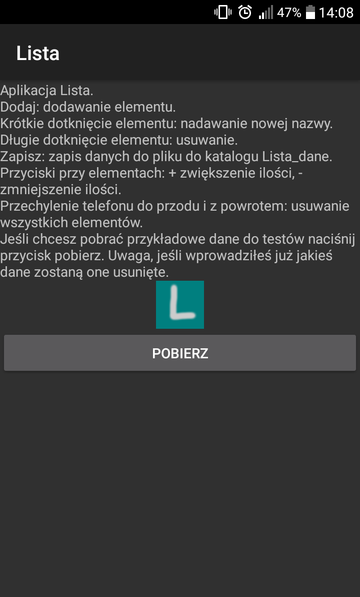 47% 14:08
Lista
Aplikacja Lista.
Dodaj: dodawanie elementu.
Krótkie dotknięcie elementu: nadawanie nowej nazwy.
Długie dotknięcie elementu: usuwanie.
Zapisz: zapis danych do pliku do katalogu Lista_dane.
Przyciski przy elementach: + zwiększenie ilości, -
zmniejszenie ilości.
Przechylenie telefonu do przodu i z powrotem: usuwanie
wszystkich elementów.
Jeśli chcesz pobrać przykładowe dane do testów naciśnij
przycisk pobierz. Uwaga, jeśli wprowadziłeś już jakieś
dane zostaną one usunięte.
L
POBIERZ